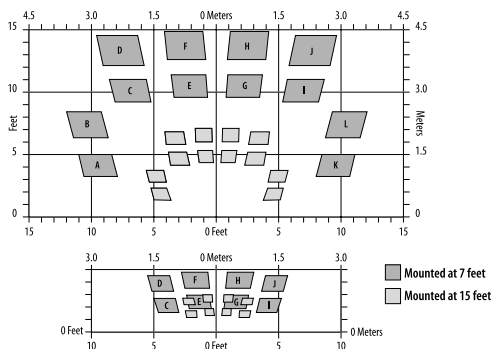 4.5 3.0 1.5 0 Meters 1.5 3.0 4.5
15 4.5
D F H J
10 3.0
C E G I
Feet Meters
B L
5 1.5
A K
0 0
15 10 5 0 Feet 5 10 15
3.0 1.5 0 Meters 1.5 3.0
D F H J
C E G I
0 Feet 0 Meters
10 5 0 Feet 5 10
Mounted at 7 feet
Mounted at 15 feet